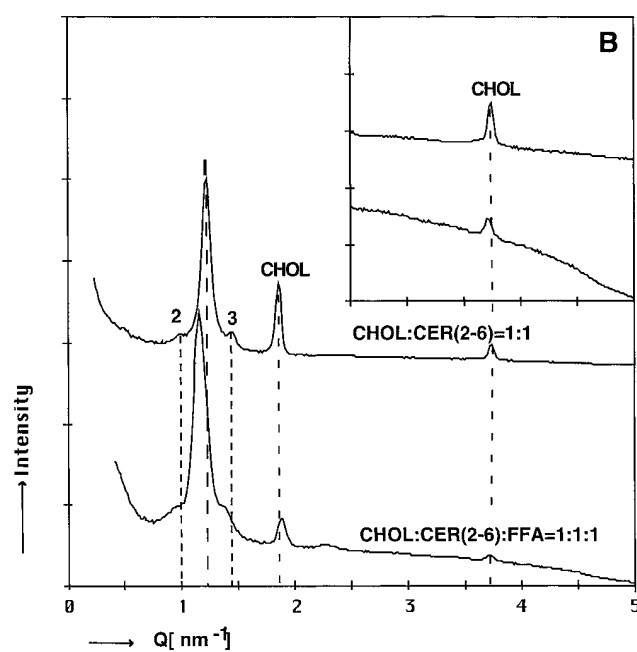 B
CHOL
I
CHOL
2
3
CHOL:CER(2-6)=1:1
CHOL:CER(2-6):FFA=1:1:1
→Intensity
0 1 2 3 4 5
→ Q[ nm⁻¹]